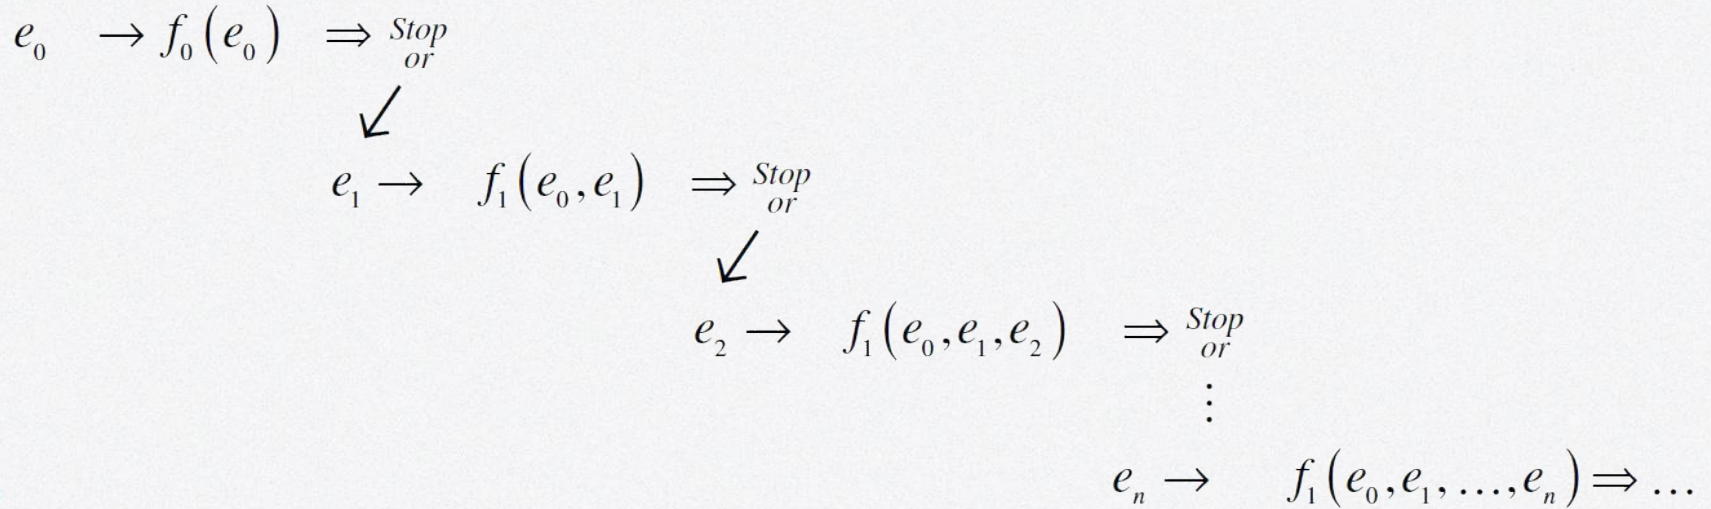 e₀ → f₀(e₀) ⇒ Stop
or
↙
e₁ → f₁(e₀,e₁) ⇒ Stop
or
↙
e₂ → f₁(e₀,e₁,e₂) ⇒ Stop
or
⋮
eₙ → f₁(e₀,e₁,…,eₙ) ⇒ …